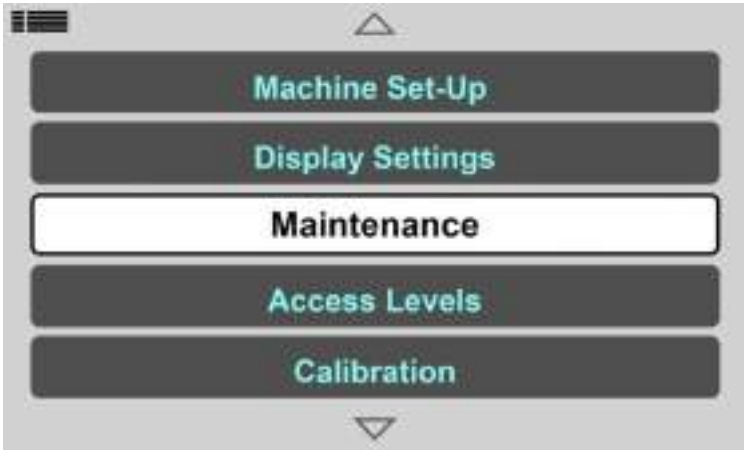 Machine Set-Up
Display Settings
Maintenance
Access Levels
Calibration